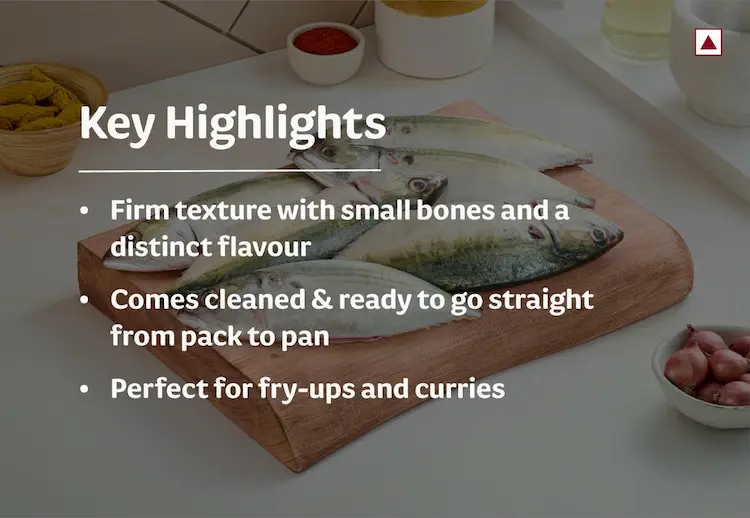 Key Highlights
• Firm texture with small bones and a
distinct flavour
• Comes cleaned & ready to go straight
from pack to pan
• Perfect for fry-ups and curries